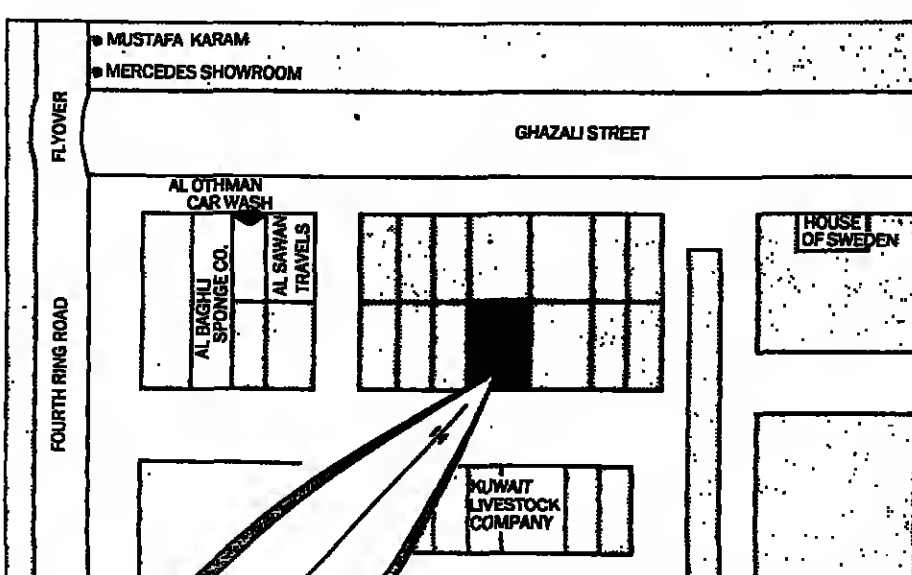 MUSTAFA KARAM
MERCEDES SHOWROOM
FLYOVER
GHAZALI STREET
AL OTHMAN
CAR WASH
AL BAGHLI
SPONGE CO.
AL SAWAN
TRAVELS
HOUSE
OF SWEDEN
FOURTH RING ROAD
KUWAIT
LIVESTOCK
COMPANY